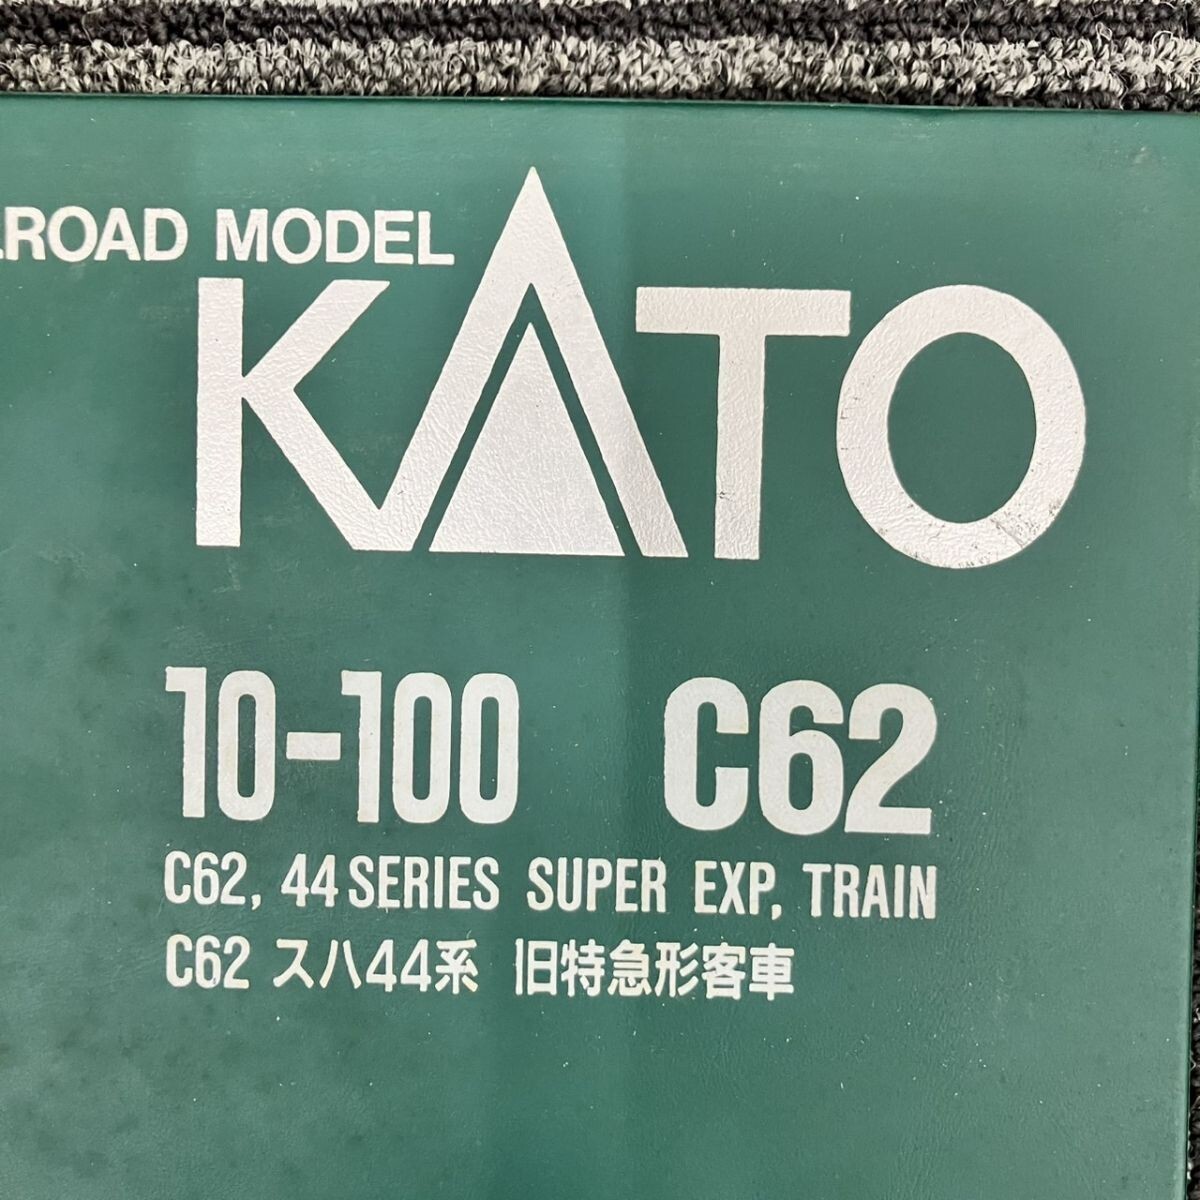 ROAD MODEL
KATO
10-100 C62
C62, 44 SERIES SUPER EXP, TRAIN
C62 スハ44系 旧特急形客車